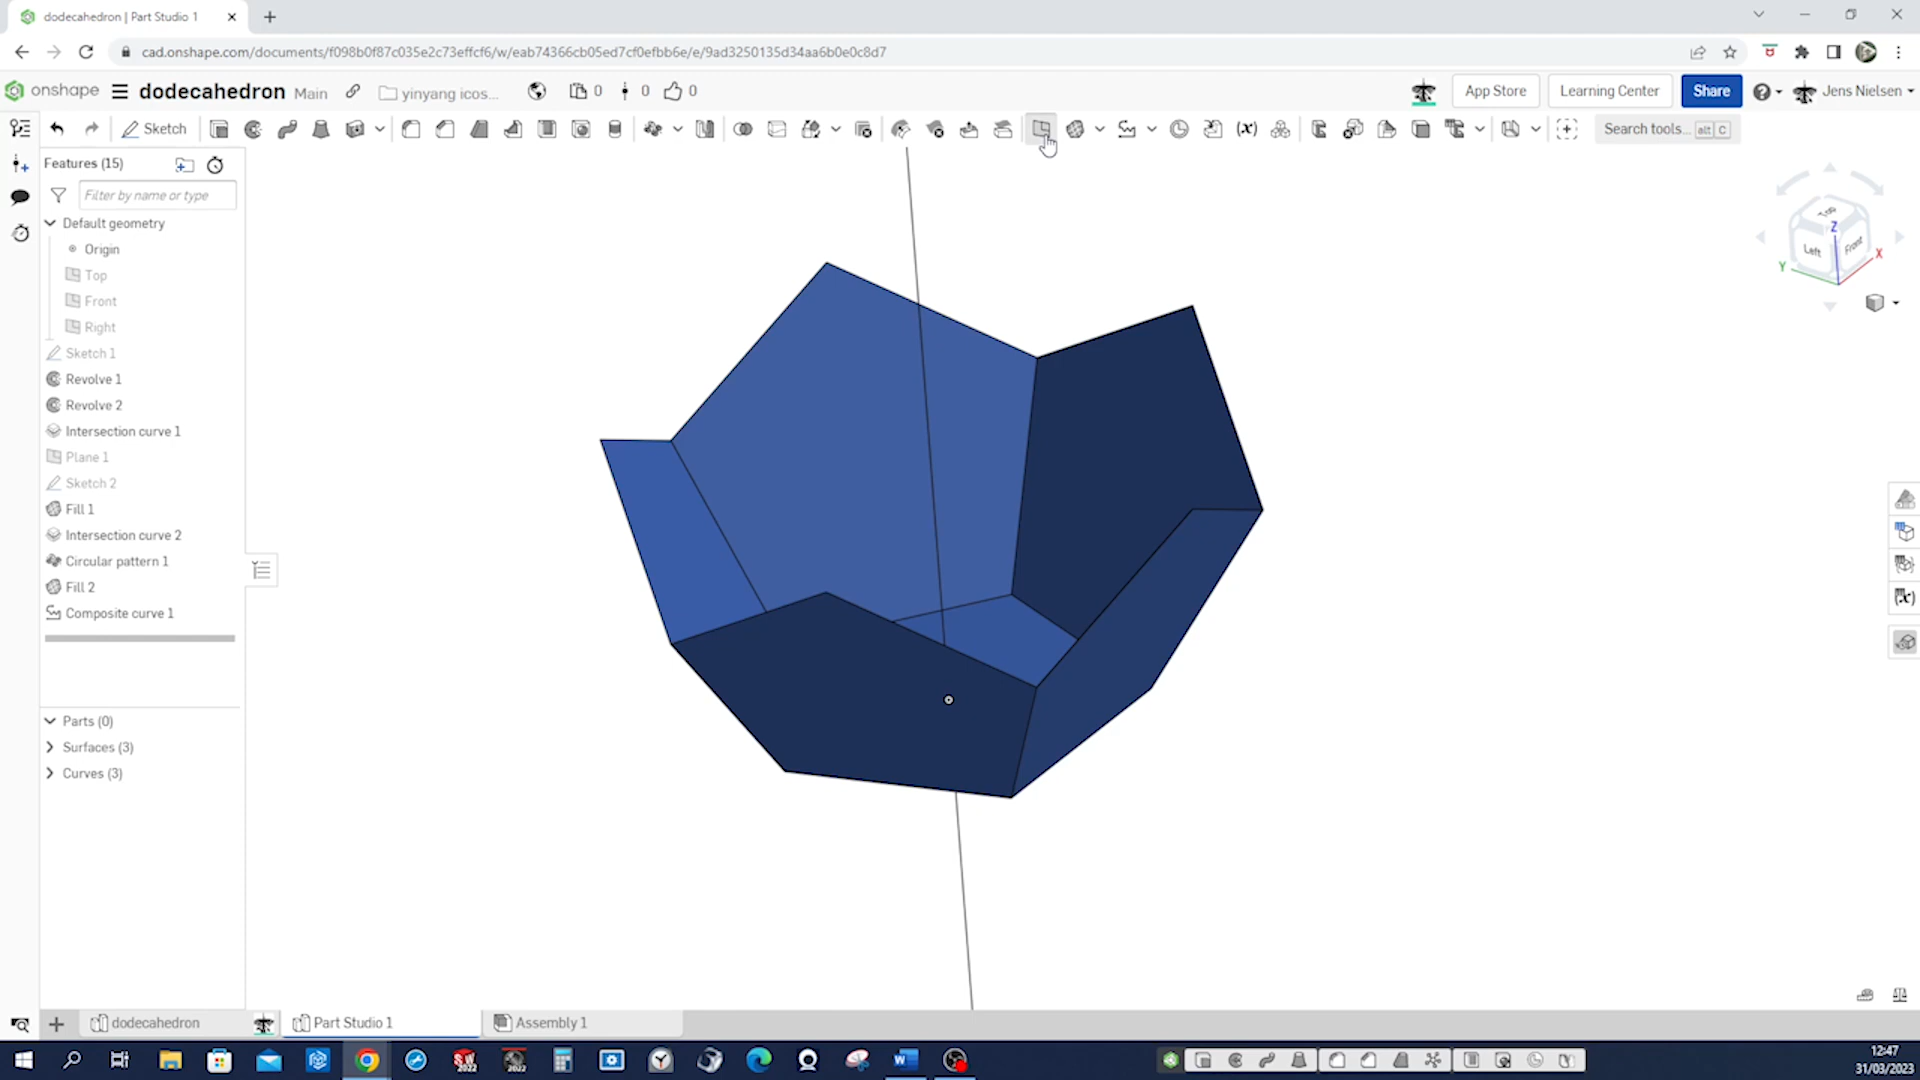 dodecahedron | Part Studio 1
cad.onshape.com/documents/f098b0f87c035e2c73effcf6/w/eab74366cb05ed7cf0efbb6e/e/9ad3250135d34aa6b0e0c8d7
onshape dodecahedron Main yinyang icos... 0 0 0 App Store Learning Center Share Jens Nielsen
Sketch (x) Search tools... alt C
Features (15)
Filter by name or type
Default geometry
Origin
Top
Front
Right
Sketch 1
Revolve 1
Revolve 2
Intersection curve 1
Plane 1
Sketch 2
Fill 1
Intersection curve 2
Circular pattern 1
Fill 2
Composite curve 1
Parts (0)
Surfaces (3)
Curves (3)
Top
Z
Left Front
X
Y
(x)
dodecahedron Part Studio 1 Assembly 1
SW 2022 2022 W
12:47
31/03/2023